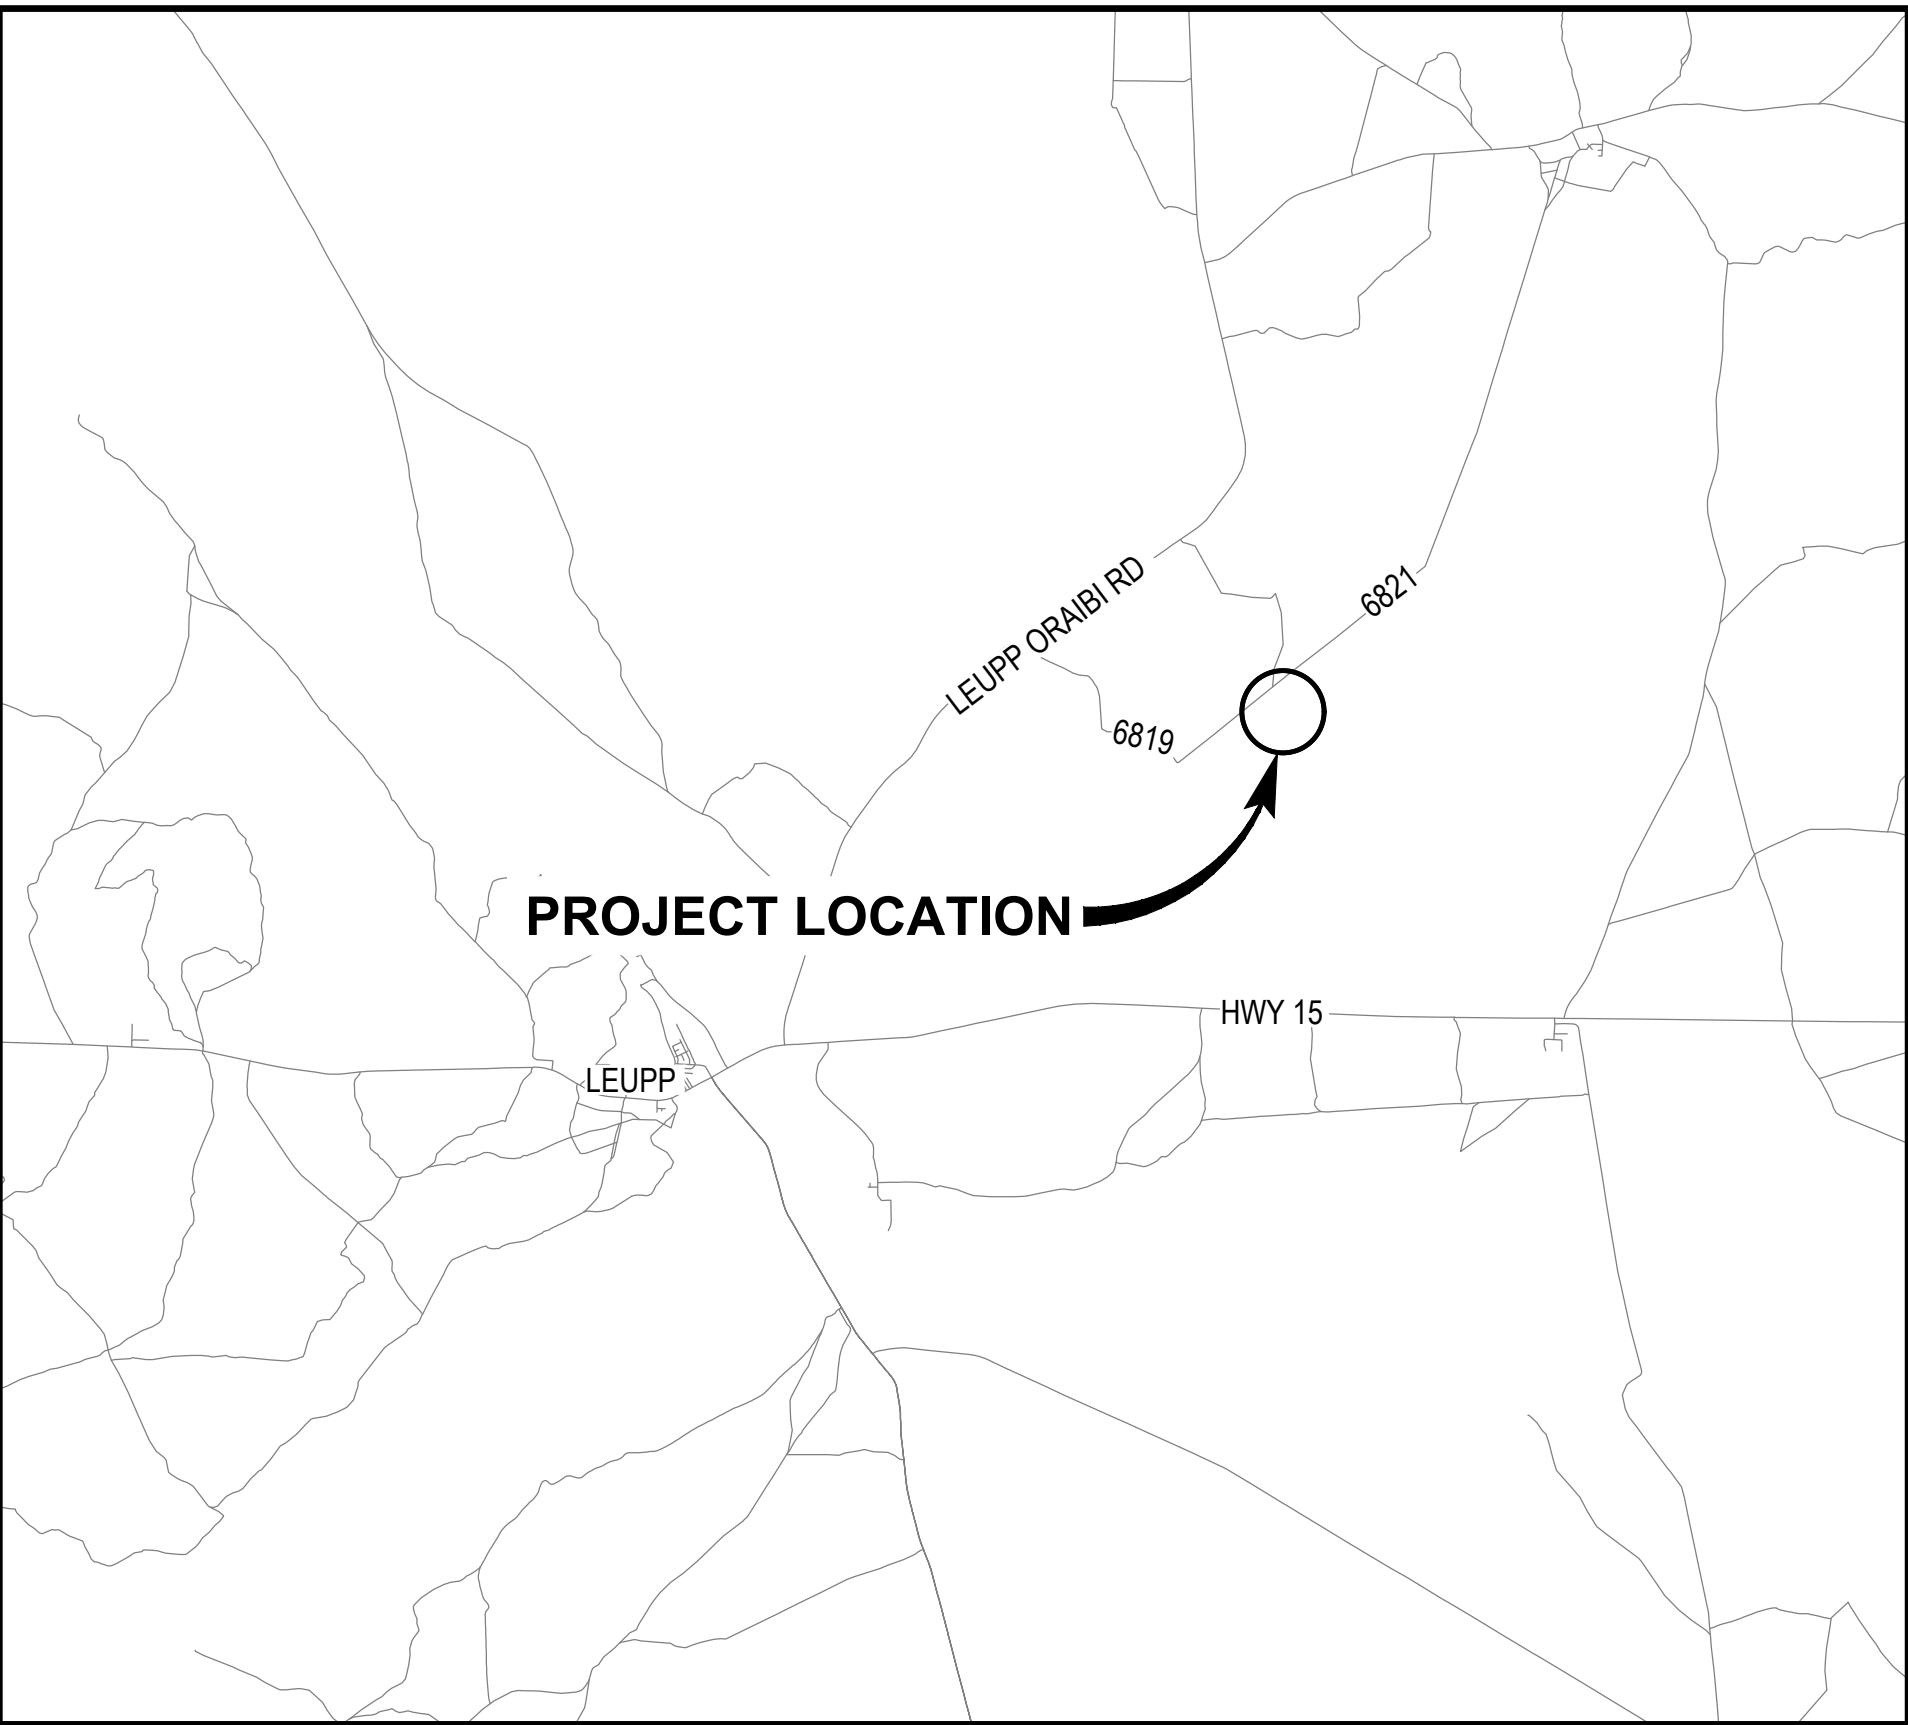 LEUPP ORAIBI RD
6821
6819
PROJECT LOCATION
HWY 15
LEUPP